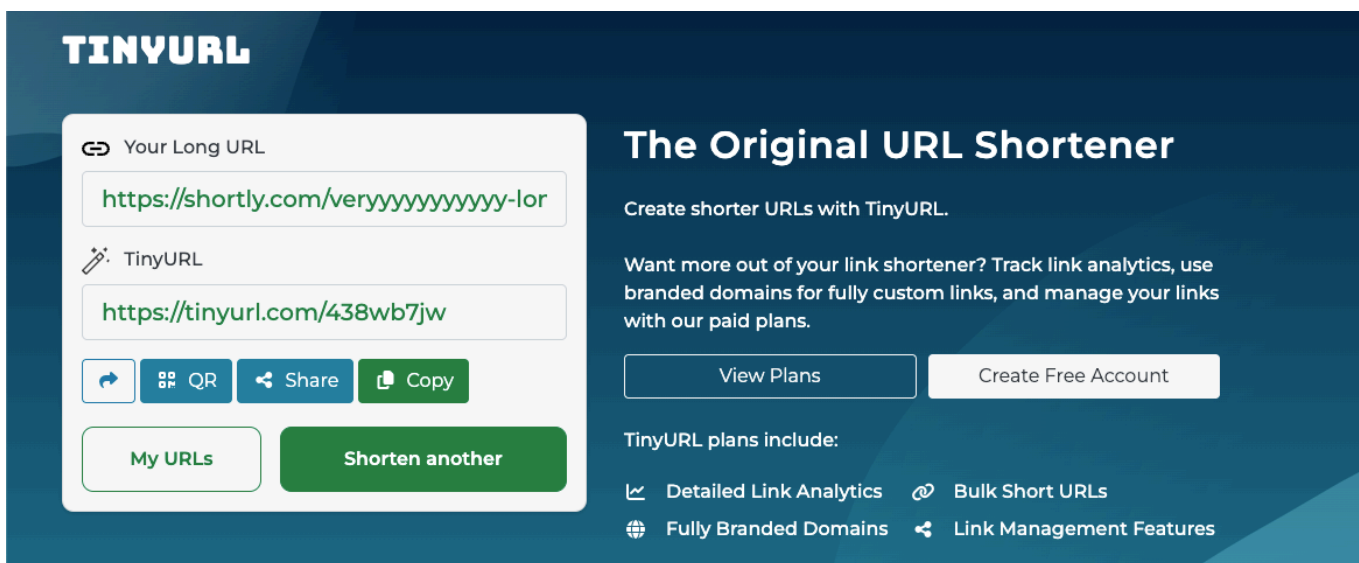 TINYURL
Your Long URL
https://shortly.com/veryyyyyyyyyyy-lor
TinyURL
https://tinyurl.com/438wb7jw
QR Share Copy
My URLs Shorten another
The Original URL Shortener
Create shorter URLs with TinyURL.
Want more out of your link shortener? Track link analytics, use
branded domains for fully custom links, and manage your links
with our paid plans.
View Plans Create Free Account
TinyURL plans include:
Detailed Link Analytics Bulk Short URLs
Fully Branded Domains Link Management Features